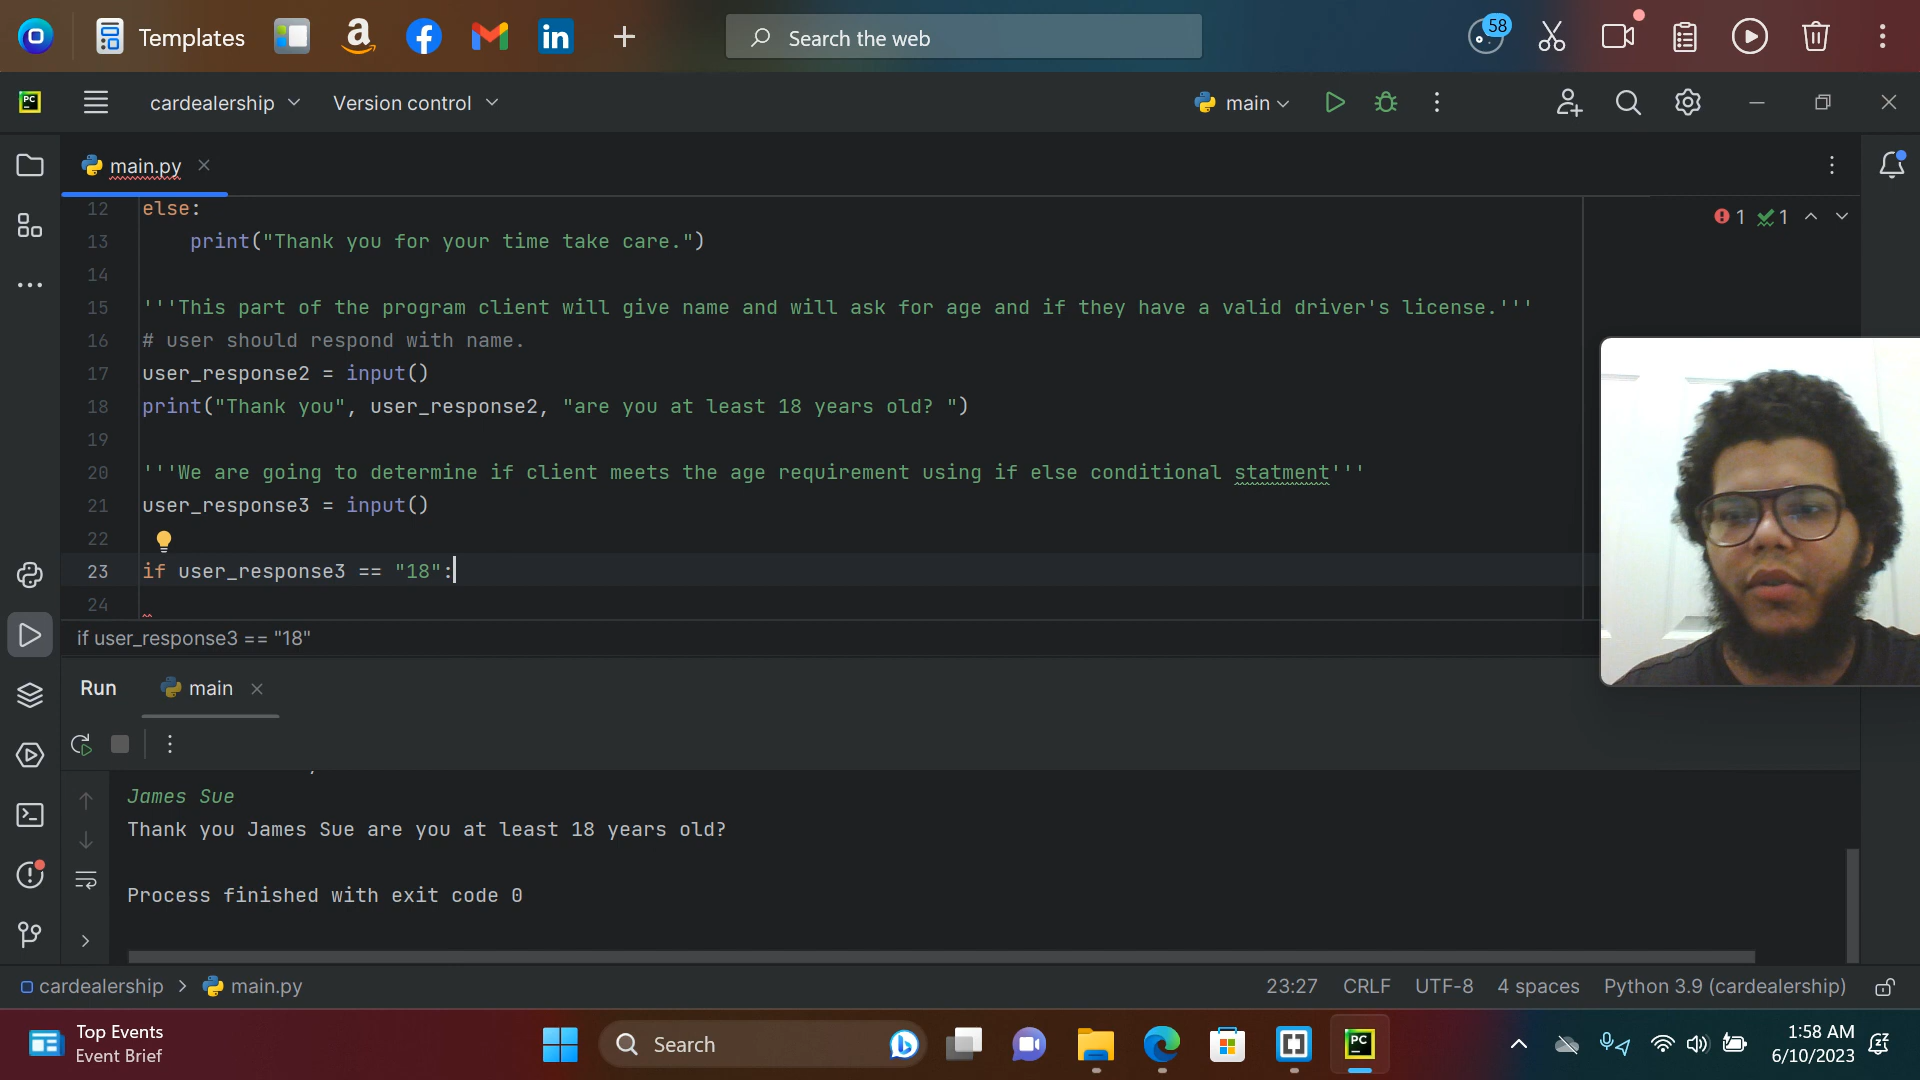 Templates
Search the web
58
PC
cardealership
Version control
main
main.py
12 else:
13 print("Thank you for your time take care.")
14
15 '''This part of the program client will give name and will ask for age and if they have a valid driver's license.'''
16 # user should respond with name.
17 user_response2 = input()
18 print("Thank you", user_response2, "are you at least 18 years old? ")
19
20 '''We are going to determine if client meets the age requirement using if else conditional statment'''
21 user_response3 = input()
22
23 if user_response3 == "18":
24
1 1
if user_response3 == "18"
Run
main
James Sue
Thank you James Sue are you at least 18 years old?
Process finished with exit code 0
cardealership > main.py
23:27 CRLF UTF-8 4 spaces Python 3.9 (cardealership)
Top Events
Event Brief
Search
PC
1:58 AM
6/10/2023